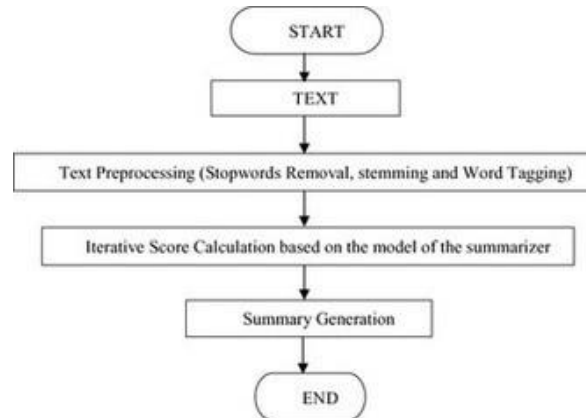 START
TEXT
Text Preprocessing (Stopwords Removal, stemming and Word Tagging)
Iterative Score Calculation based on the model of the summarizer
Summary Generation
END